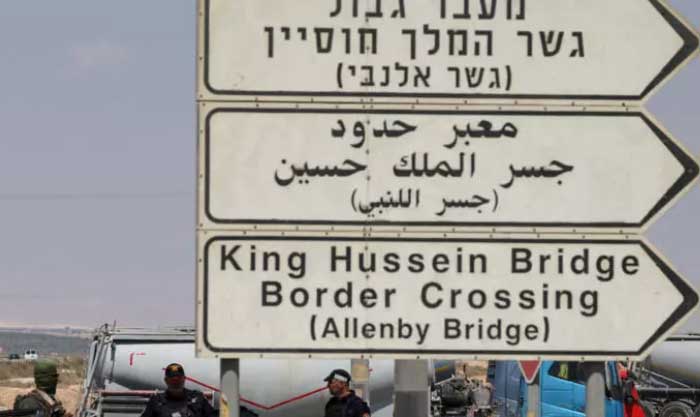 מעבר גבול
גשר המלך חוסיין
(גשר אלנבי)
معبر حدود
جسر الملك حسين
(جسر اللنبي)
King Hussein Bridge
Border Crossing
(Allenby Bridge)